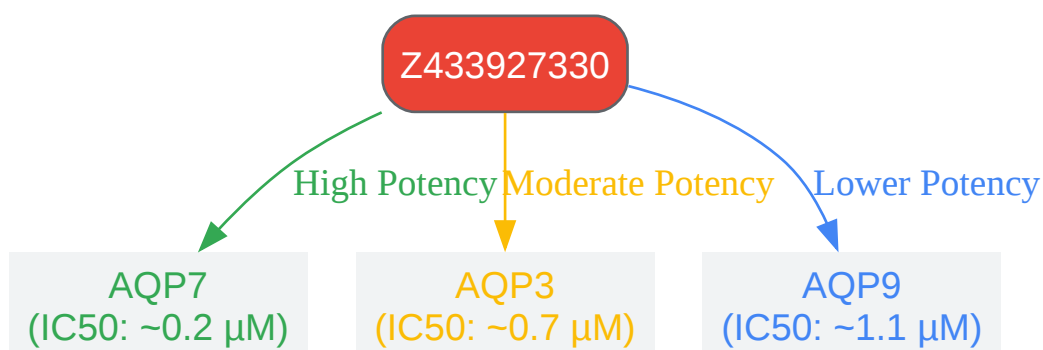 Z433927330
High Potency
Moderate Potency
Lower Potency
AQP7
(IC50: ~0.2 µM)
AQP3
(IC50: ~0.7 µM)
AQP9
(IC50: ~1.1 µM)